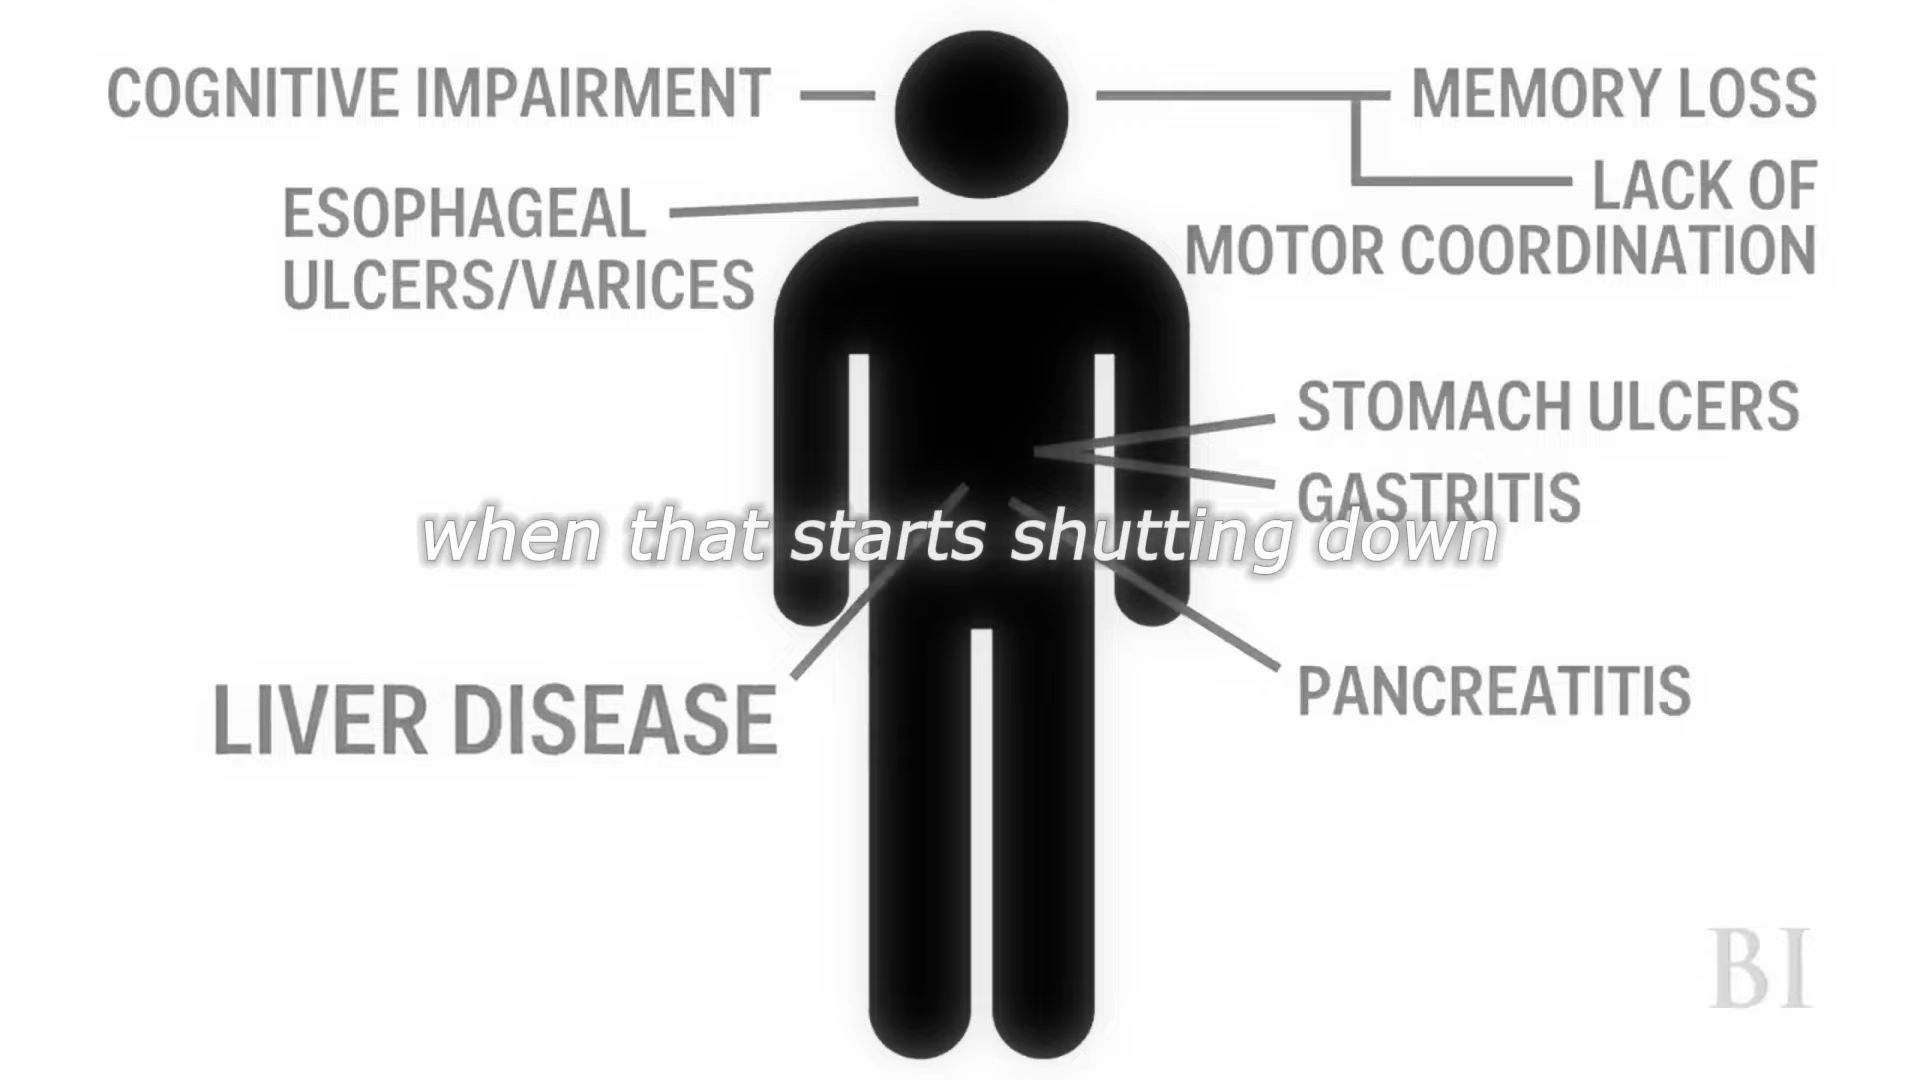 COGNITIVE IMPAIRMENT
MEMORY LOSS
LACK OF
MOTOR COORDINATION
ESOPHAGEAL
ULCERS/VARICES
STOMACH ULCERS
GASTRITIS
when that starts shutting down
LIVER DISEASE
PANCREATITIS
BI